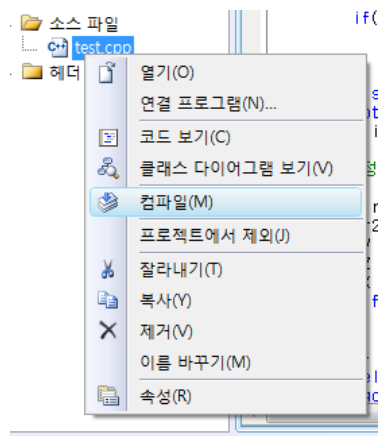 소스 파일
test.cpp
헤더
열기(O)
연결 프로그램(N)...
코드 보기(C)
클래스 다이어그램 보기(V)
컴파일(M)
프로젝트에서 제외(J)
잘라내기(T)
복사(Y)
제거(V)
이름 바꾸기(M)
속성(R)
if(